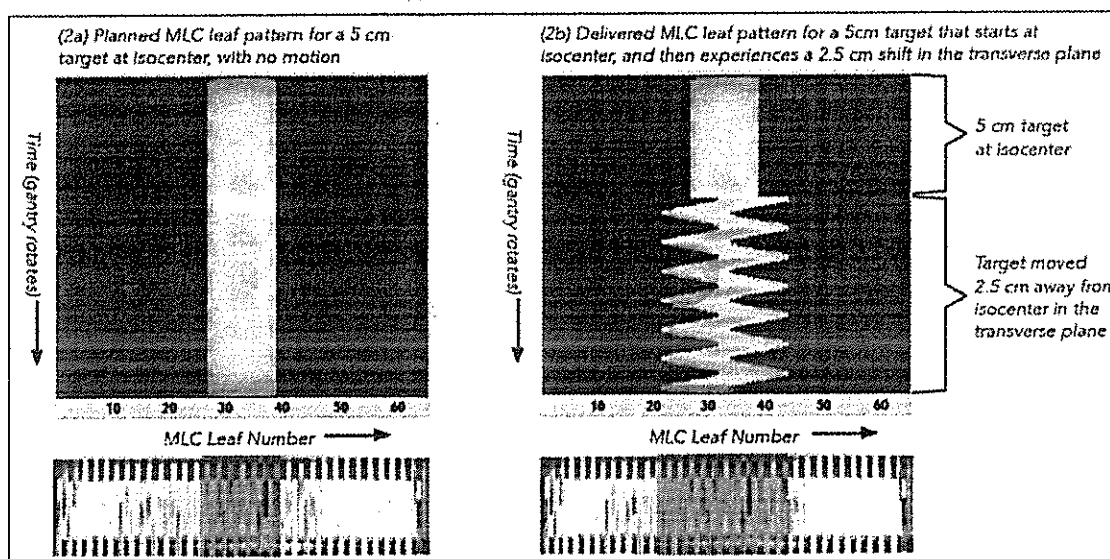 (2a) Planned MLC leaf pattern for a 5 cm
target at isocenter, with no motion
Time (gantry rotates)
10 20 30 40 50 60
MLC Leaf Number
(2b) Delivered MLC leaf pattern for a 5cm target that starts at
isocenter, and then experiences a 2.5 cm shift in the transverse plane
Time (gantry rotates)
5 cm target
at isocenter
Target moved
2.5 cm away from
isocenter in the
transverse plane
10 20 30 40 50 60
MLC Leaf Number